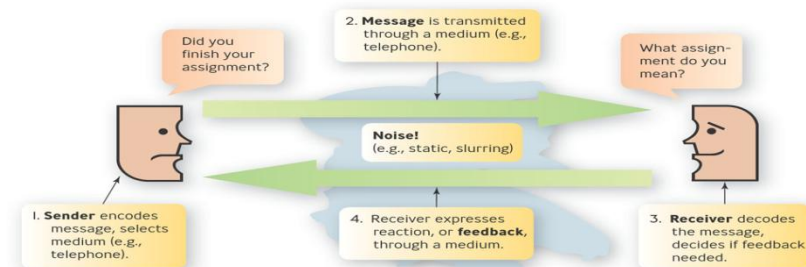 Did you
finish your
assignment?
2. Message is transmitted
through a medium (e.g.,
telephone).
What assign-
ment do you
mean?
Noise!
(e.g., static, slurring)
1. Sender encodes
message, selects
medium (e.g.,
telephone).
4. Receiver expresses
reaction, or feedback,
through a medium.
3. Receiver decodes
the message,
decides if feedback
needed.